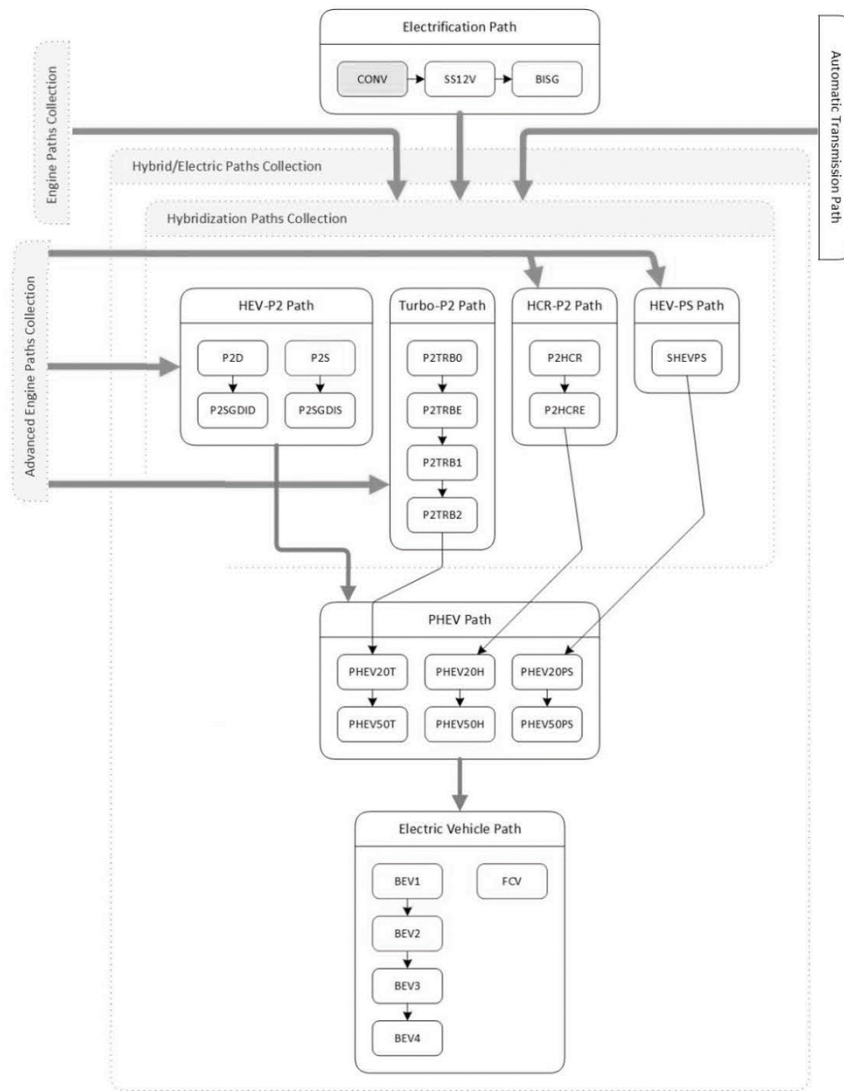 Electrification Path
CONV
SS12V
BISG
Engine Paths Collection
Automatic Transmission Path
Hybrid/Electric Paths Collection
Hybridization Paths Collection
Advanced Engine Paths Collection
HEV-P2 Path
P2D
P2S
P2SGDID
P2SGDIS
Turbo-P2 Path
P2TRB0
P2TRBE
P2TRB1
P2TRB2
HCR-P2 Path
P2HCR
P2HCRE
HEV-PS Path
SHEVPS
PHEV Path
PHEV20T
PHEV20H
PHEV20PS
PHEV50T
PHEV50H
PHEV50PS
Electric Vehicle Path
BEV1
FCV
BEV2
BEV3
BEV4